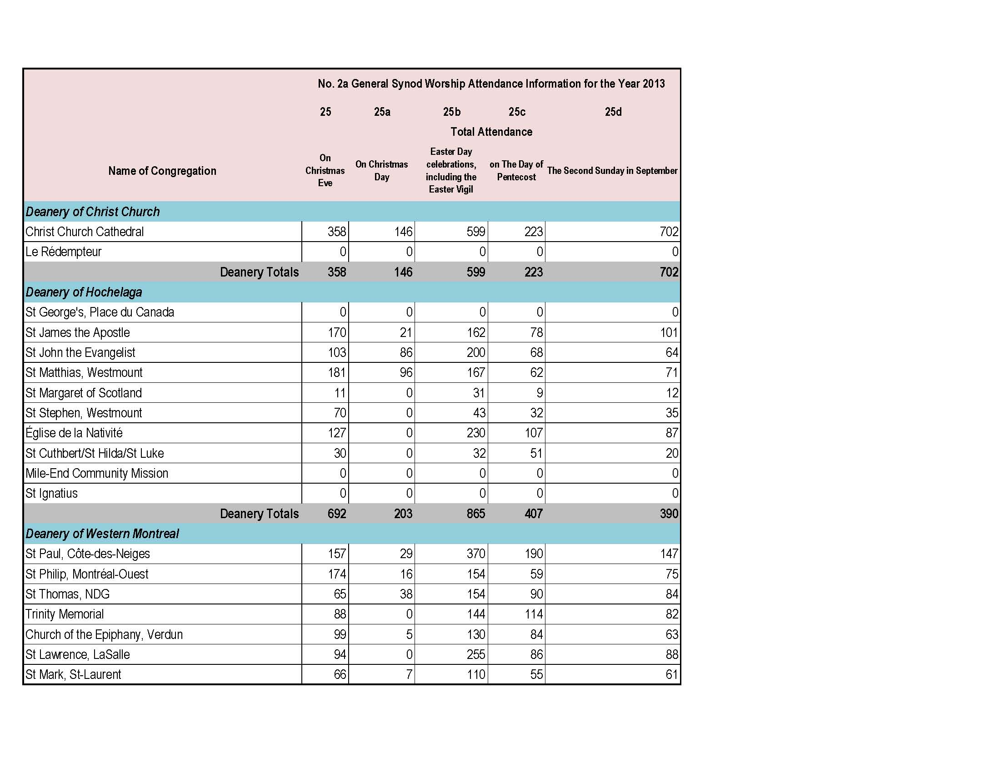 No. 2a General Synod Worship Attendance Information for the Year 2013
25 25a 25b 25c 25d
Total Attendance
Name of Congregation
On
Christmas
Eve
On Christmas
Day
Easter Day
celebrations,
including the
Easter Vigil
on The Day of
Pentecost
The Second Sunday in September
Deanery of Christ Church
Christ Church Cathedral 358 146 599 223 702
Le Rédempteur 0 0 0 0 0
Deanery Totals 358 146 599 223 702
Deanery of Hochelaga
St George's, Place du Canada 0 0 0 0 0
St James the Apostle 170 21 162 78 101
St John the Evangelist 103 86 200 68 64
St Matthias, Westmount 181 96 167 62 71
St Margaret of Scotland 11 0 31 9 12
St Stephen, Westmount 70 0 43 32 35
Église de la Nativité 127 0 230 107 87
St Cuthbert/St Hilda/St Luke 30 0 32 51 20
Mile-End Community Mission 0 0 0 0 0
St Ignatius 0 0 0 0 0
Deanery Totals 692 203 865 407 390
Deanery of Western Montreal
St Paul, Côte-des-Neiges 157 29 370 190 147
St Philip, Montréal-Ouest 174 16 154 59 75
St Thomas, NDG 65 38 154 90 84
Trinity Memorial 88 0 144 114 82
Church of the Epiphany, Verdun 99 5 130 84 63
St Lawrence, LaSalle 94 0 255 86 88
St Mark, St-Laurent 66 7 110 55 61